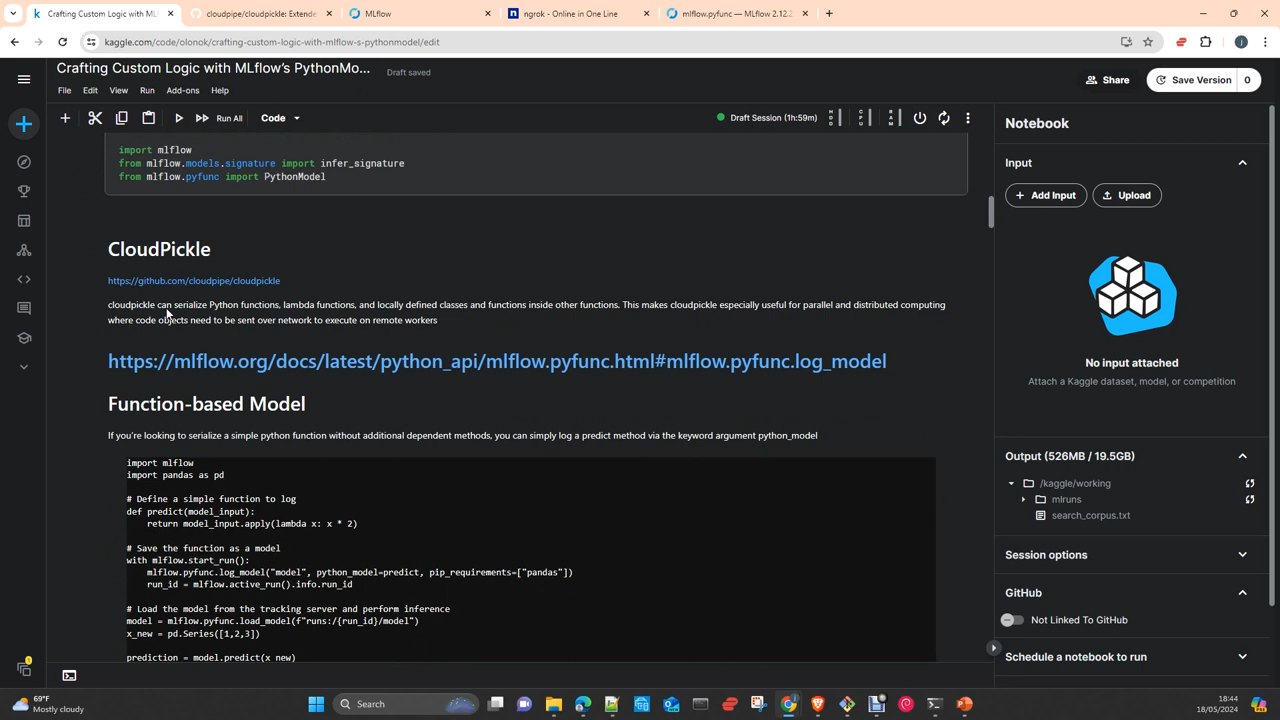 Crafting Custom Logic with ML
cloudpipe/cloudpickle: Extende
MLflow
ngrok - Online in One Line
mlflow.pyfunc — MLflow 2.12.2
kaggle.com/code/olonok/crafting-custom-logic-with-mlflow-s-pythonmodel/edit
Crafting Custom Logic with MLflow's PythonMo...
Draft saved
Share
Save Version
0
File Edit View Run Add-ons Help
Run All
Code
Draft Session (1h:59m)
HDD
CPU
RAM
import mlflow
from mlflow.models.signature import infer_signature
from mlflow.pyfunc import PythonModel
CloudPickle
https://github.com/cloudpipe/cloudpickle
cloudpickle can serialize Python functions, lambda functions, and locally defined classes and functions inside other functions. This makes cloudpickle especially useful for parallel and distributed computing
where code objects need to be sent over network to execute on remote workers
https://mlflow.org/docs/latest/python_api/mlflow.pyfunc.html#mlflow.pyfunc.log_model
Function-based Model
If you're looking to serialize a simple python function without additional dependent methods, you can simply log a predict method via the keyword argument python_model
import mlflow
import pandas as pd
# Define a simple function to log
def predict(model_input):
return model_input.apply(lambda x: x * 2)
# Save the function as a model
with mlflow.start_run():
mlflow.pyfunc.log_model("model", python_model=predict, pip_requirements=["pandas"])
run_id = mlflow.active_run().info.run_id
# Load the model from the tracking server and perform inference
model = mlflow.pyfunc.load_model(f"runs:/{run_id}/model")
x_new = pd.Series([1,2,3])
prediction = model.predict(x_new)
Notebook
Input
Add Input
Upload
No input attached
Attach a Kaggle dataset, model, or competition
Output (526MB / 19.5GB)
/kaggle/working
mlruns
search_corpus.txt
Session options
GitHub
Not Linked To GitHub
Schedule a notebook to run
69°F
Mostly cloudy
Search
18:44
18/05/2024